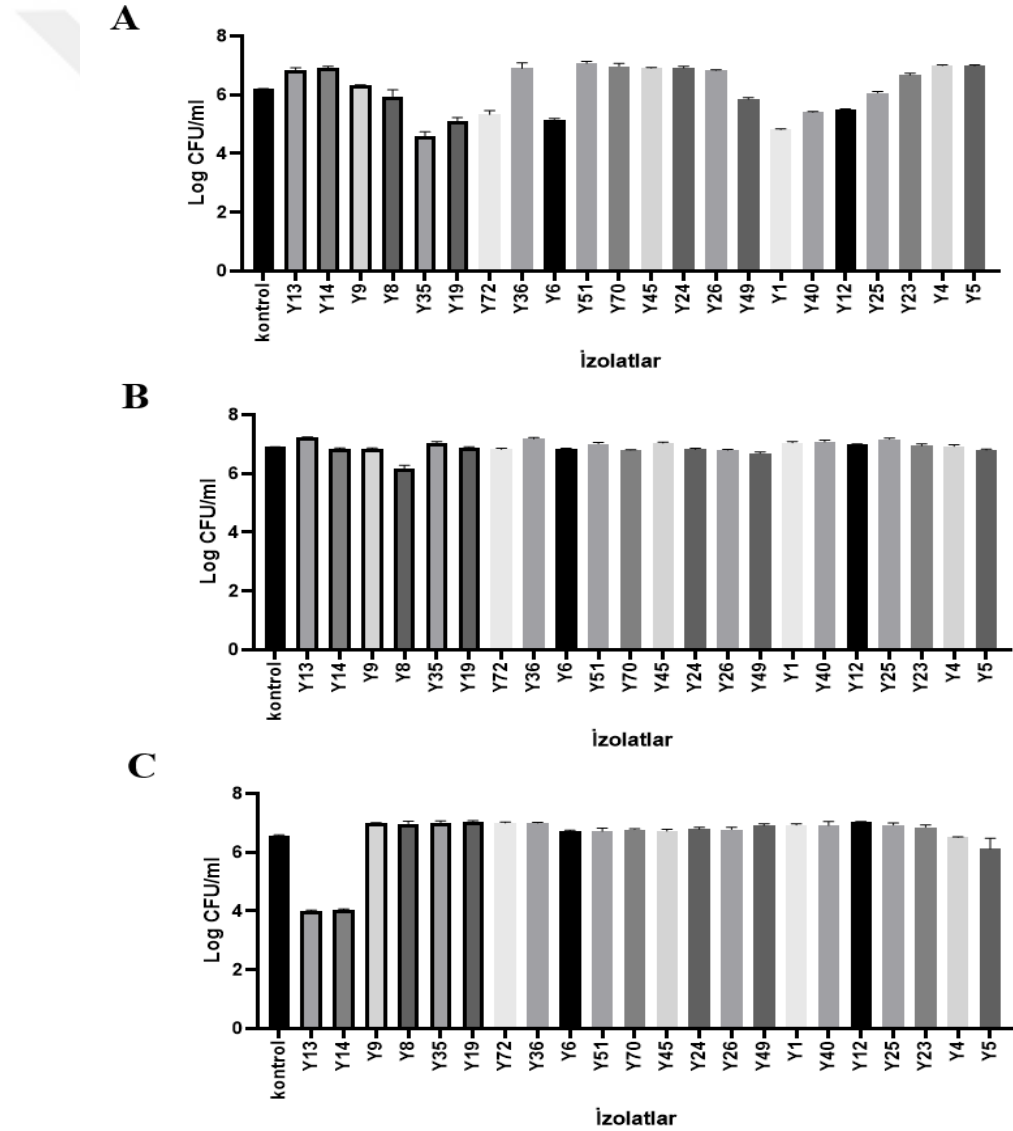 A
Log CFU/ml
8
6
4
2
0
kontrol
Y13
Y14
Y9
Y8
Y35
Y19
Y72
Y36
Y6
Y51
Y70
Y45
Y24
Y26
Y49
Y1
Y40
Y12
Y25
Y23
Y4
Y5
İzolatlar
B
Log CFU/ml
8
6
4
2
0
kontrol
Y13
Y14
Y9
Y8
Y35
Y19
Y72
Y36
Y6
Y51
Y70
Y45
Y24
Y26
Y49
Y1
Y40
Y12
Y25
Y23
Y4
Y5
İzolatlar
C
Log CFU/ml
8
6
4
2
0
kontrol
Y13
Y14
Y9
Y8
Y35
Y19
Y72
Y36
Y6
Y51
Y70
Y45
Y24
Y26
Y49
Y1
Y40
Y12
Y25
Y23
Y4
Y5
İzolatlar